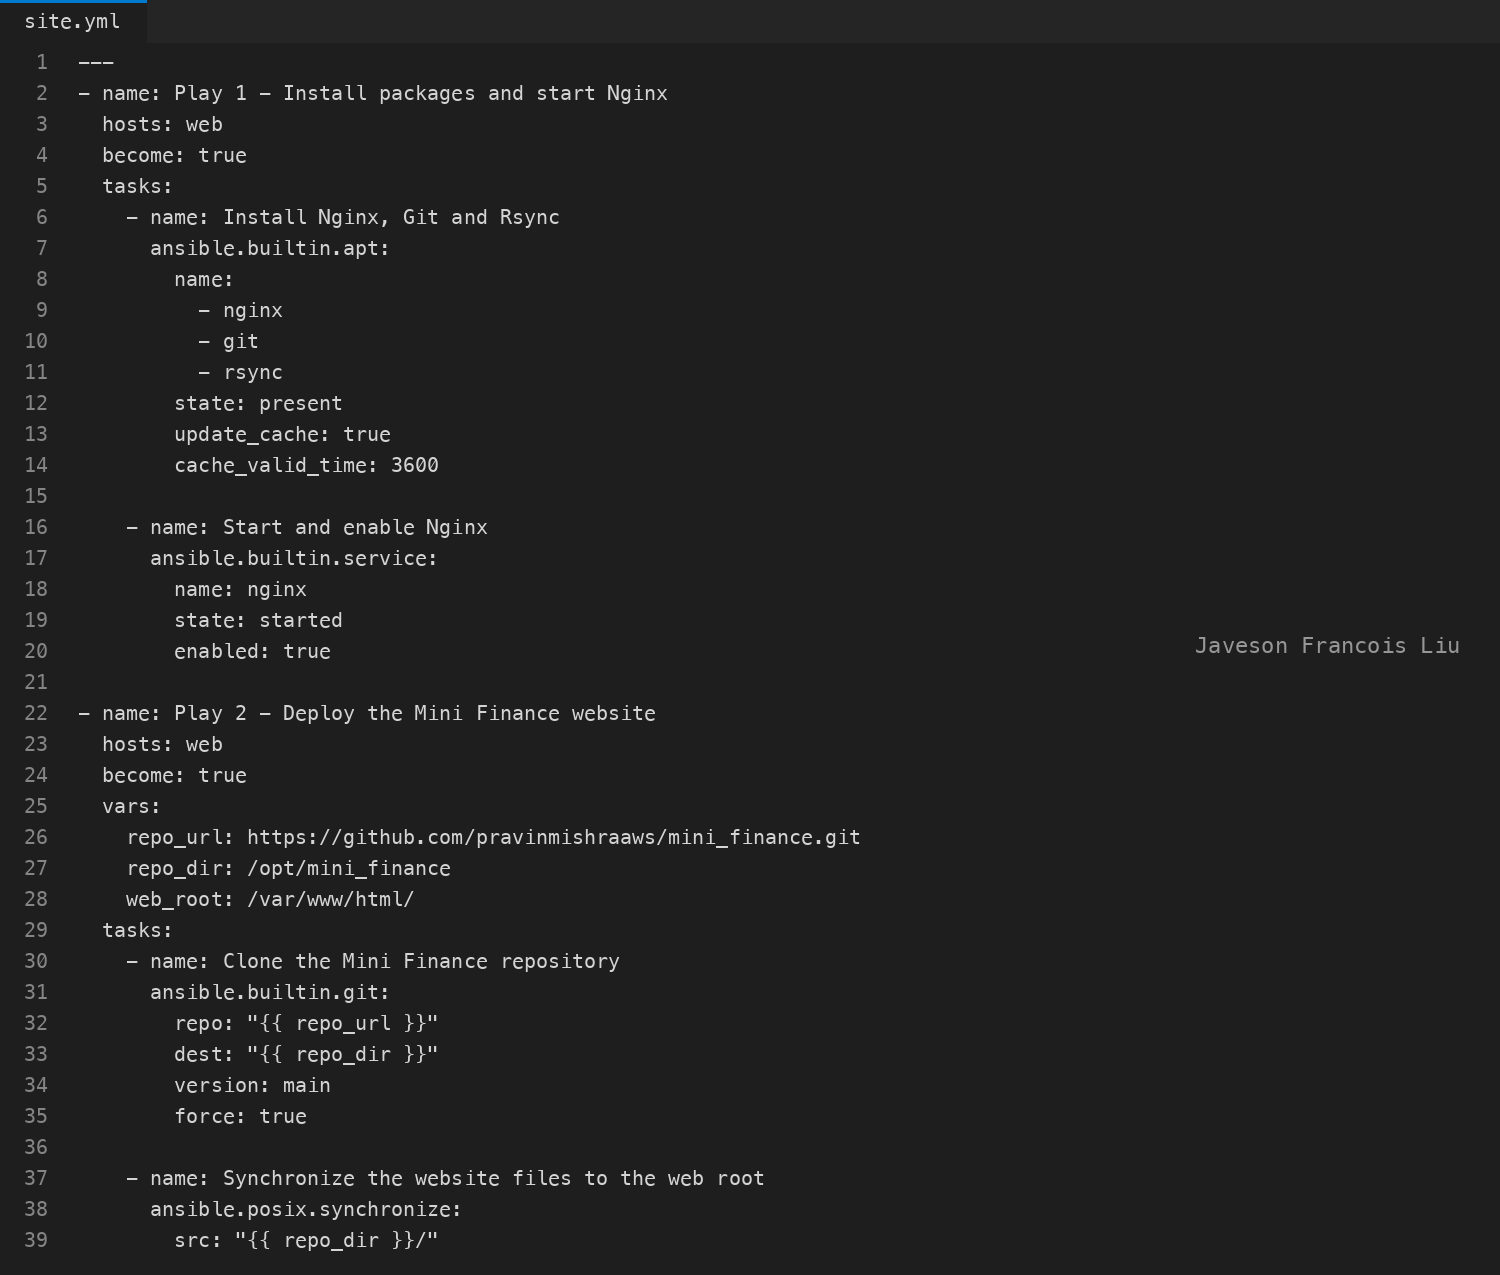 site.yml
1 ---
2 - name: Play 1 - Install packages and start Nginx
3   hosts: web
4   become: true
5   tasks:
6     - name: Install Nginx, Git and Rsync
7       ansible.builtin.apt:
8         name:
9           - nginx
10           - git
11           - rsync
12         state: present
13         update_cache: true
14         cache_valid_time: 3600
15
16     - name: Start and enable Nginx
17       ansible.builtin.service:
18         name: nginx
19         state: started
20         enabled: true
Javeson Francois Liu
21
22 - name: Play 2 - Deploy the Mini Finance website
23   hosts: web
24   become: true
25   vars:
26     repo_url: https://github.com/pravinmishraaws/mini_finance.git
27     repo_dir: /opt/mini_finance
28     web_root: /var/www/html/
29   tasks:
30     - name: Clone the Mini Finance repository
31       ansible.builtin.git:
32         repo: "{{ repo_url }}"
33         dest: "{{ repo_dir }}"
34         version: main
35         force: true
36
37     - name: Synchronize the website files to the web root
38       ansible.posix.synchronize:
39         src: "{{ repo_dir }}/"